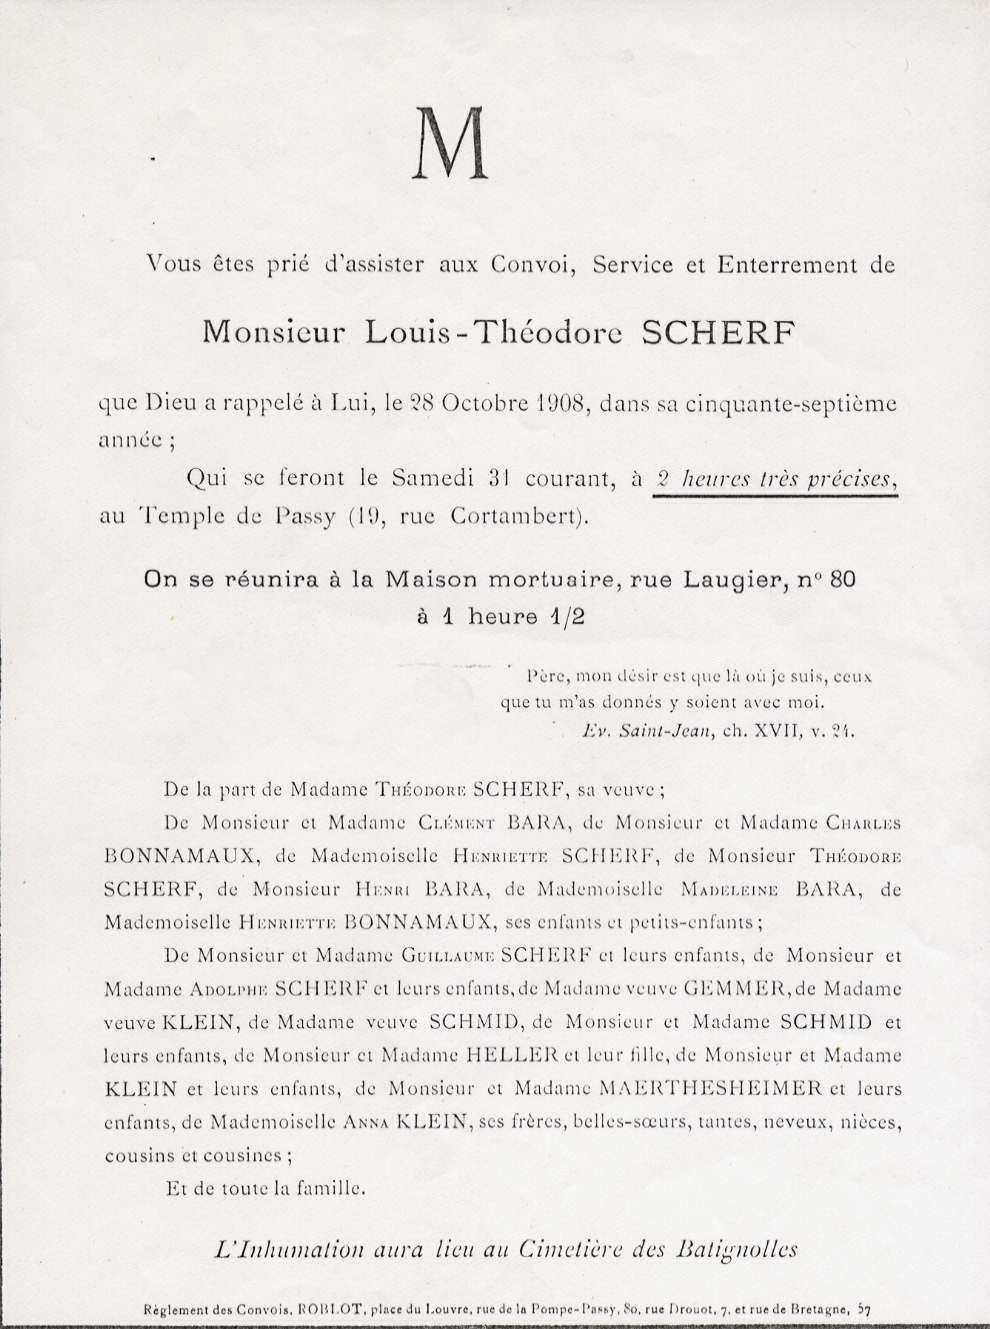 M
Vous êtes prié d'assister aux Convoi, Service et Enterrement de
Monsieur Louis-Théodore SCHERF
que Dieu a rappelé à Lui, le 28 Octobre 1908, dans sa cinquante-septième
année ;
Qui se feront le Samedi 31 courant, à 2 heures très précises,
au Temple de Passy (19, rue Cortambert).
On se réunira à la Maison mortuaire, rue Laugier, nº 80
à 1 heure 1/2
Père, mon désir est que là où je suis, ceux
que tu m'as donnés y soient avec moi.
Ev. Saint-Jean, ch. XVII, v. 24.
De la part de Madame THÉODORE SCHERF, sa veuve ;
De Monsieur et Madame CLÉMENT BARA, de Monsieur et Madame CHARLES
BONNAMAUX, de Mademoiselle HENRIETTE SCHERF, de Monsieur THÉODORE
SCHERF, de Monsieur HENRI BARA, de Mademoiselle MADELEINE BARA, de
Mademoiselle HENRIETTE BONNAMAUX, ses enfants et petits-enfants ;
De Monsieur et Madame GUILLAUME SCHERF et leurs enfants, de Monsieur et
Madame ADOLPHE SCHERF et leurs enfants, de Madame veuve GEMMER, de Madame
veuve KLEIN, de Madame veuve SCHMID, de Monsieur et Madame SCHMID et
leurs enfants, de Monsieur et Madame HELLER et leur fille, de Monsieur et Madame
KLEIN et leurs enfants, de Monsieur et Madame MAERTHESHEIMER et leurs
enfants, de Mademoiselle ANNA KLEIN, ses frères, belles-sœurs, tantes, neveux, nièces,
cousins et cousines ;
Et de toute la famille.
L'Inhumation aura lieu au Cimetière des Batignolles
Règlement des Convois, ROBLOT, place du Louvre, rue de la Pompe-Passy, 80, rue Drouot, 7, et rue de Bretagne, 57